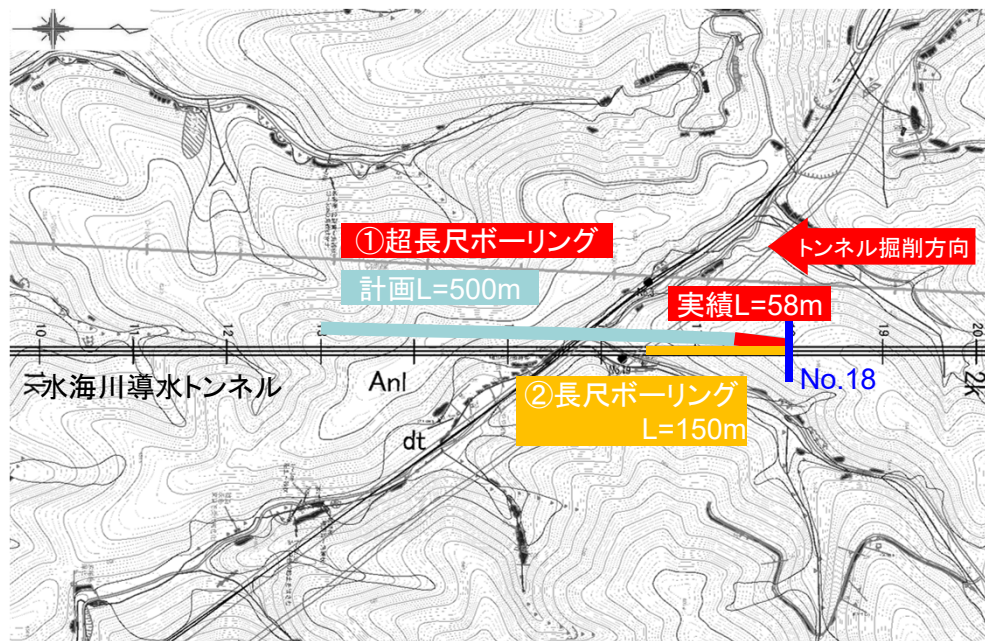 ①超長尺ボーリング
計画L=500m
トンネル掘削方向
実績L=58m
10
11
12
13
19
20
1k
2k
水海川導水トンネル
Anl
dt
②長尺ボーリング
L=150m
No.18